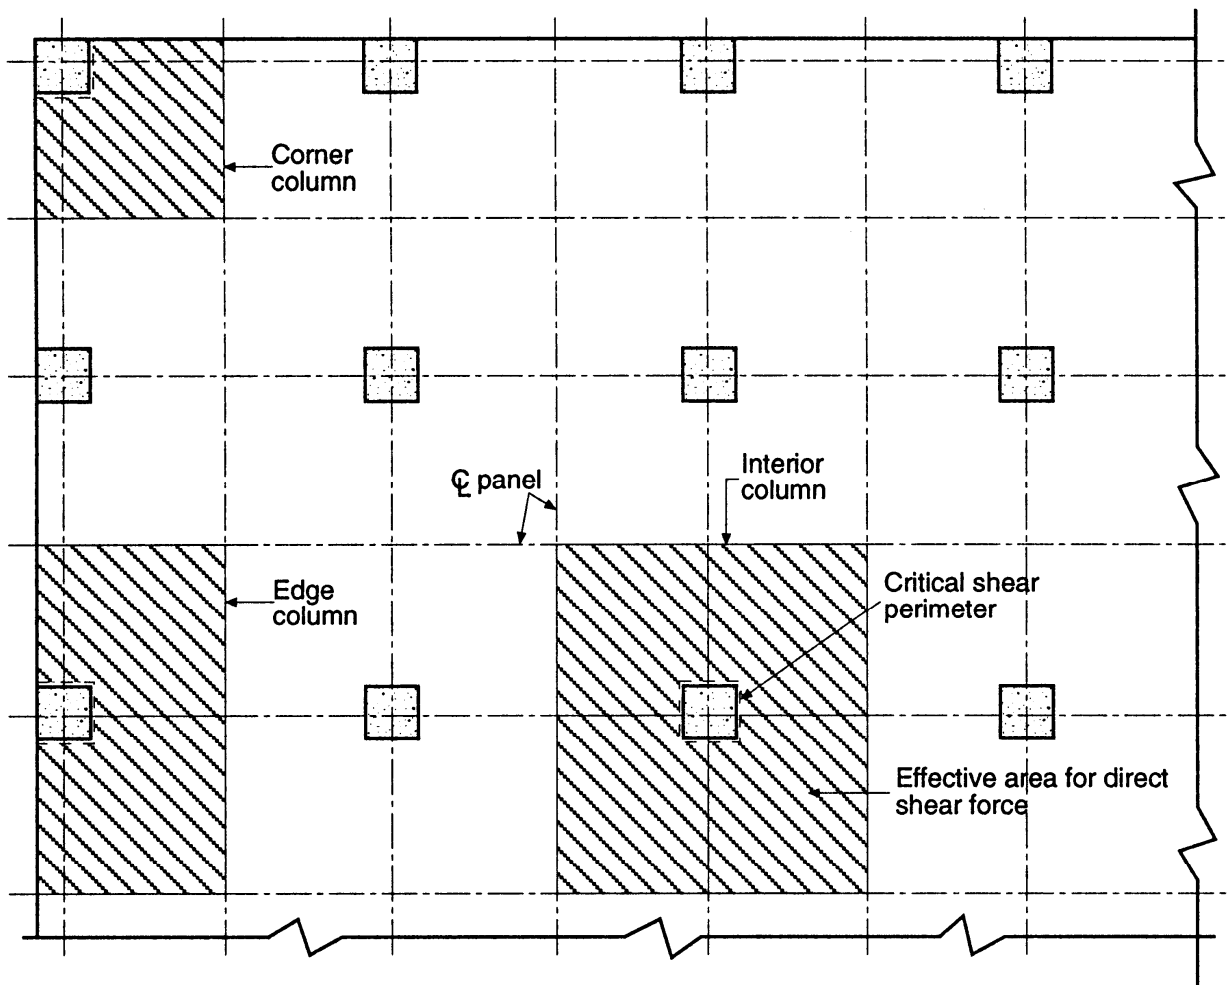 Corner
column
℄ panel
Interior
column
Edge
column
Critical shear
perimeter
Effective area for direct
shear force